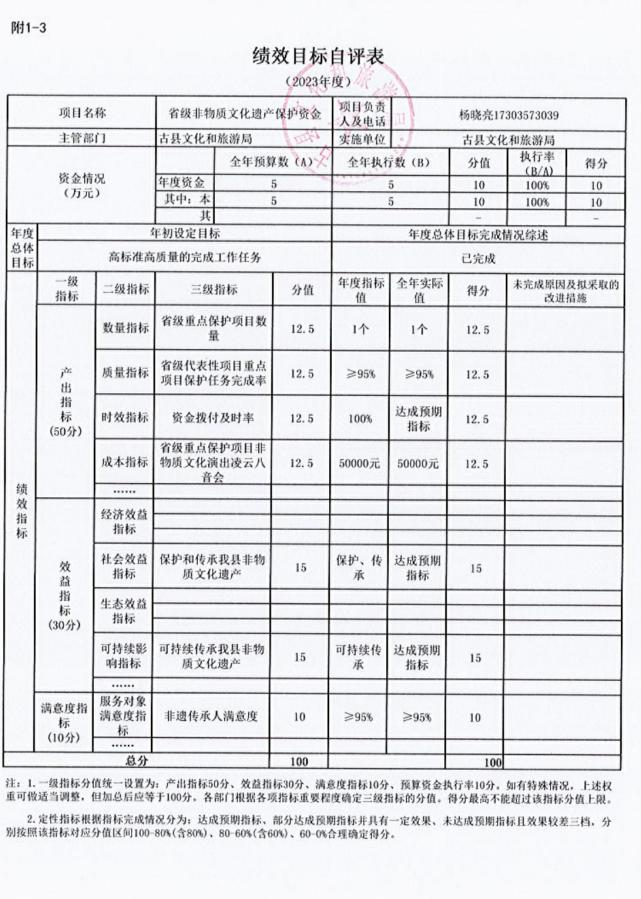 附1-3
绩效目标自评表
（2023年度）
项目名称 省级非物质文化遗产保护资金 项目负责人及电话 杨晓亮17303573039
主管部门 古县文化和旅游局 实施单位 古县文化和旅游局
资金情况（万元） 全年预算数（A） 全年执行数（B） 分值 执行率（B/A) 得分
年度资金 5 5 10 100% 10
其中：本 5 5 10 100% 10
其 - -
年度总体目标 年初设定目标 年度总体目标完成情况综述
高标准高质量的完成工作任务 已完成
绩效指标 一级指标 二级指标 三级指标 分值 年度指标值 全年实际值 得分 未完成原因及拟采取的改进措施
产出指标(50分) 数量指标 省级重点保护项目数量 12.5 1个 1个 12.5
质量指标 省级代表性项目重点项目保护任务完成率 12.5 ≥95% ≥95% 12.5
时效指标 资金拨付及时率 12.5 100% 达成预期指标 12.5
成本指标 省级重点保护项目非物质文化演出凌云八音会 12.5 50000元 50000元 12.5
……
效益指标(30分) 经济效益指标
社会效益指标 保护和传承我县非物质文化遗产 15 保护、传承 达成预期指标 15
生态效益指标
可持续影响指标 可持续传承我县非物质文化遗产 15 可持续传承 达成预期指标 15
……
满意度指标(10分) 服务对象满意度指标 非遗传承人满意度 10 ≥95% ≥95% 10
……
总分 100 100
注：1.一级指标分值统一设置为：产出指标50分、效益指标30分、满意度指标10分、预算资金执行率10分。如有特殊情况，上述权
重可做适当调整，但加总后应等于100分。各部门根据各项指标重要程度确定三级指标的分值。得分最高不能超过该指标分值上限。
2.定性指标根据指标完成情况分为：达成预期指标、部分达成预期指标并具有一定效果、未达成预期指标且效果较差三档，分
别按照该指标对应分值区间100-80%(含80%）、80-60%(含60%）、60-0%合理确定得分。